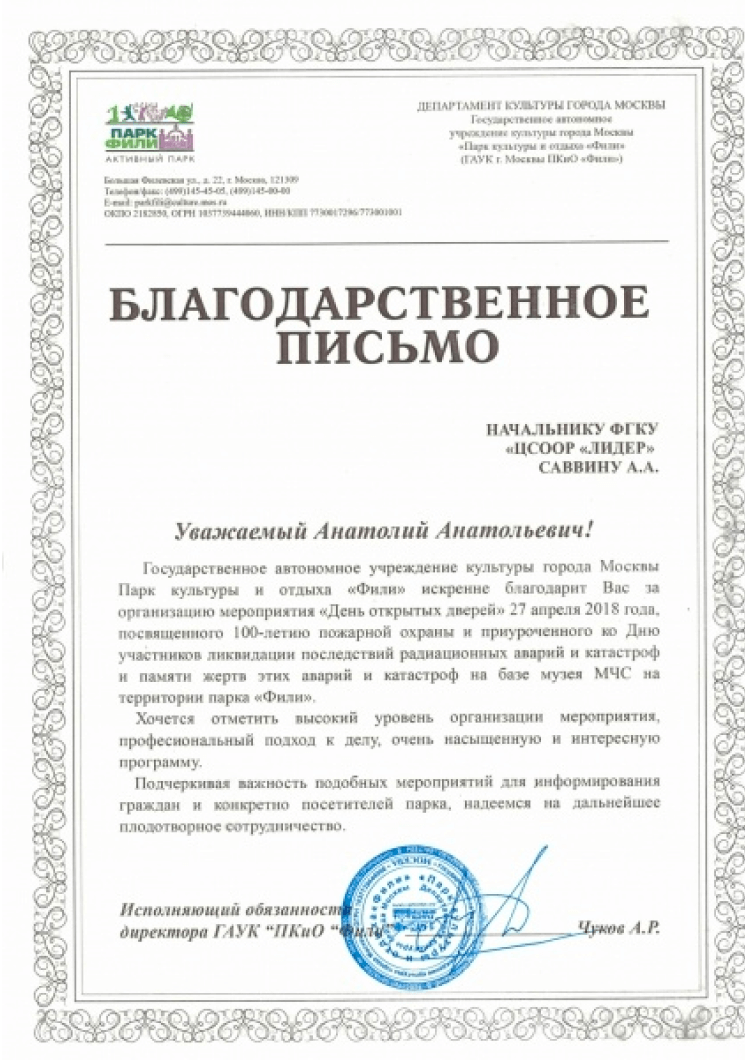 ПАРК
ФИЛИ
АКТИВНЫЙ ПАРК
ДЕПАРТАМЕНТ КУЛЬТУРЫ ГОРОДА МОСКВЫ
Государственное автономное
учреждение культуры города Москвы
«Парк культуры и отдыха «Фили»
(ГАУК г. Москвы ПКиО «Фили»)
Большая Филевская ул., д. 22, г. Москва, 121309
Телефон/факс: (499)145-45-05, (499)145-00-00
E-mail: parkfili@culture.mos.ru
ОКПО 2182850, ОГРН 1037739444060, ИНН/КПП 7730017296/773001001
БЛАГОДАРСТВЕННОЕ
ПИСЬМО
НАЧАЛЬНИКУ ФГКУ
«ЦСООР «ЛИДЕР»
САВВИНУ А.А.
Уважаемый Анатолий Анатольевич!
Государственное автономное учреждение культуры города Москвы
Парк культуры и отдыха «Фили» искренне благодарит Вас за
организацию мероприятия «День открытых дверей» 27 апреля 2018 года,
посвященного 100-летию пожарной охраны и приуроченного ко Дню
участников ликвидации последствий радиационных аварий и катастроф
и памяти жертв этих аварий и катастроф на базе музея МЧС на
территории парка «Фили».
Хочется отметить высокий уровень организации мероприятия,
професиональный подход к делу, очень насыщенную и интересную
программу.
Подчеркивая важность подобных мероприятий для информирования
граждан и конкретно посетителей парка, надеемся на дальнейшее
плодотворное сотрудничество.
Исполняющий обязанности
директора ГАУК “ПКиО “Фили”
Чуков А.Р.